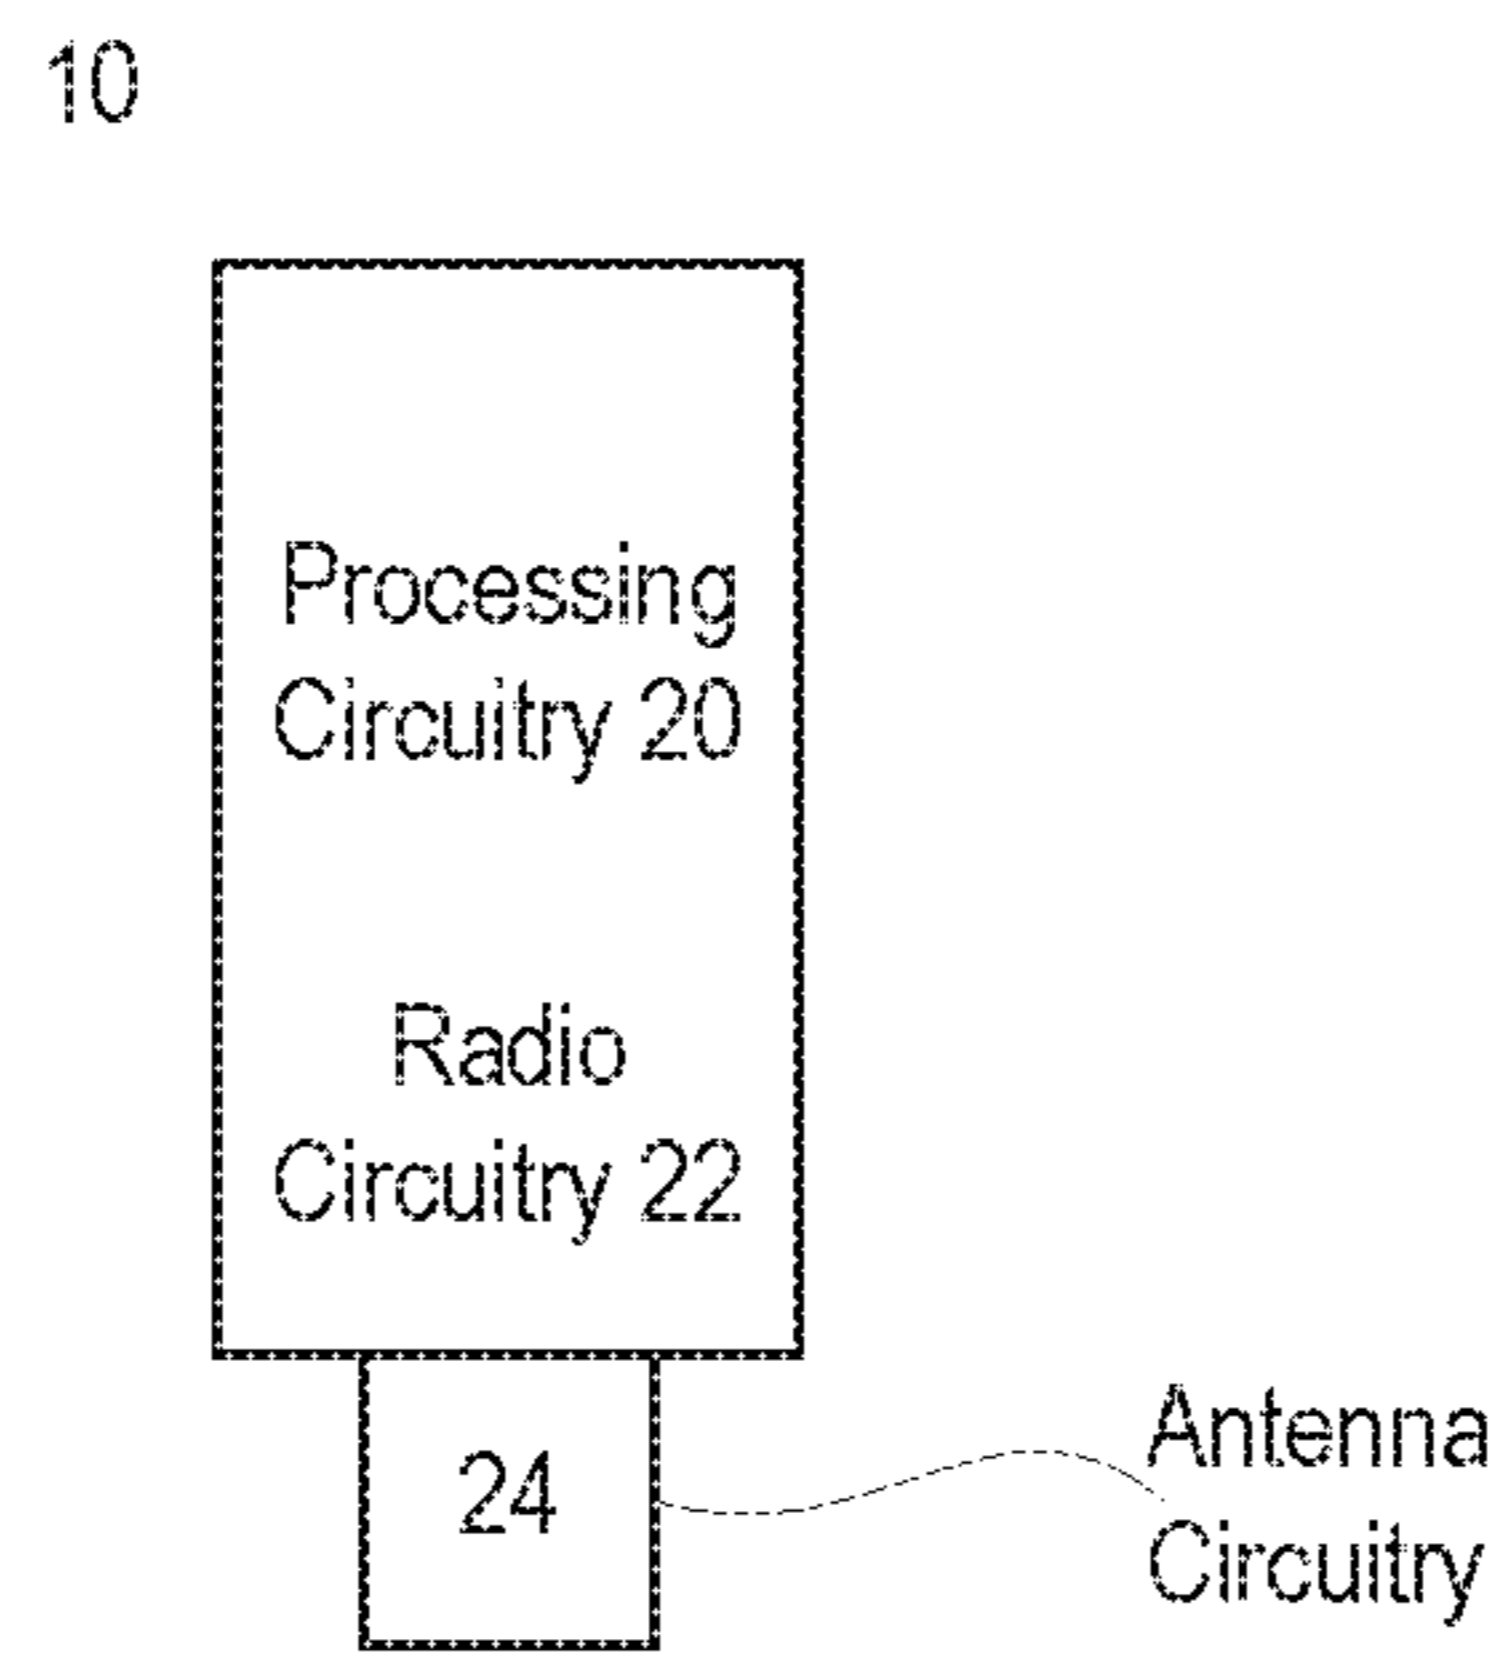 10
Processing
Circuitry 20
Radio
Circuitry 22
24
Antenna
Circuitry